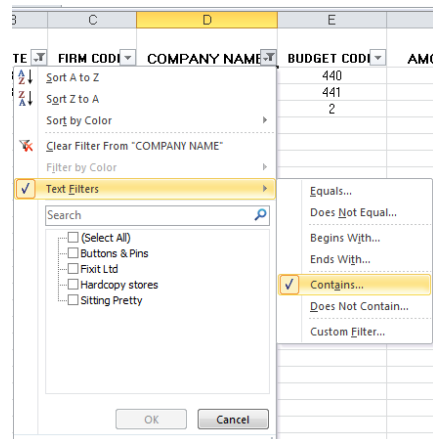 B C D E
TE FIRM CODI COMPANY NAME BUDGET CODI AMO
Sort A to Z
440
Sort Z to A
441
Sort by Color
2
Clear Filter From "COMPANY NAME"
Filter by Color
Text Filters
Equals...
Search
Does Not Equal...
(Select All)
Begins With...
Buttons & Pins
Ends With...
Fixit Ltd
Hardcopy stores
Contains...
Sitting Pretty
Does Not Contain...
Custom Filter...
OK Cancel